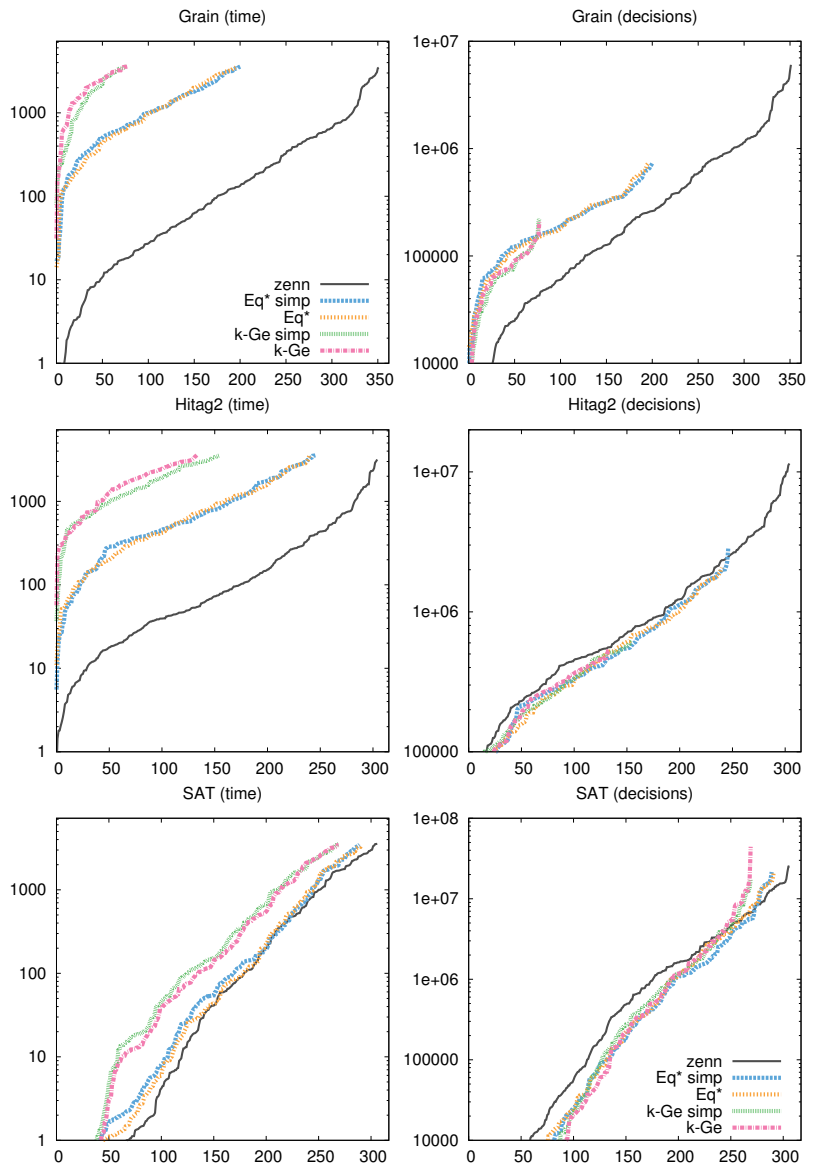 Grain (time)
1000
100
10
1
0 50 100 150 200 250 300 350
zenn
Eq* simp
Eq*
k-Ge simp
k-Ge
Grain (decisions)
1e+07
1e+06
100000
10000
0 50 100 150 200 250 300 350
Hitag2 (time)
1000
100
10
1
0 50 100 150 200 250 300
Hitag2 (decisions)
1e+07
1e+06
100000
0 50 100 150 200 250 300
SAT (time)
1000
100
10
1
0 50 100 150 200 250 300
SAT (decisions)
1e+08
1e+07
1e+06
100000
10000
0 50 100 150 200 250 300
zenn
Eq* simp
Eq*
k-Ge simp
k-Ge